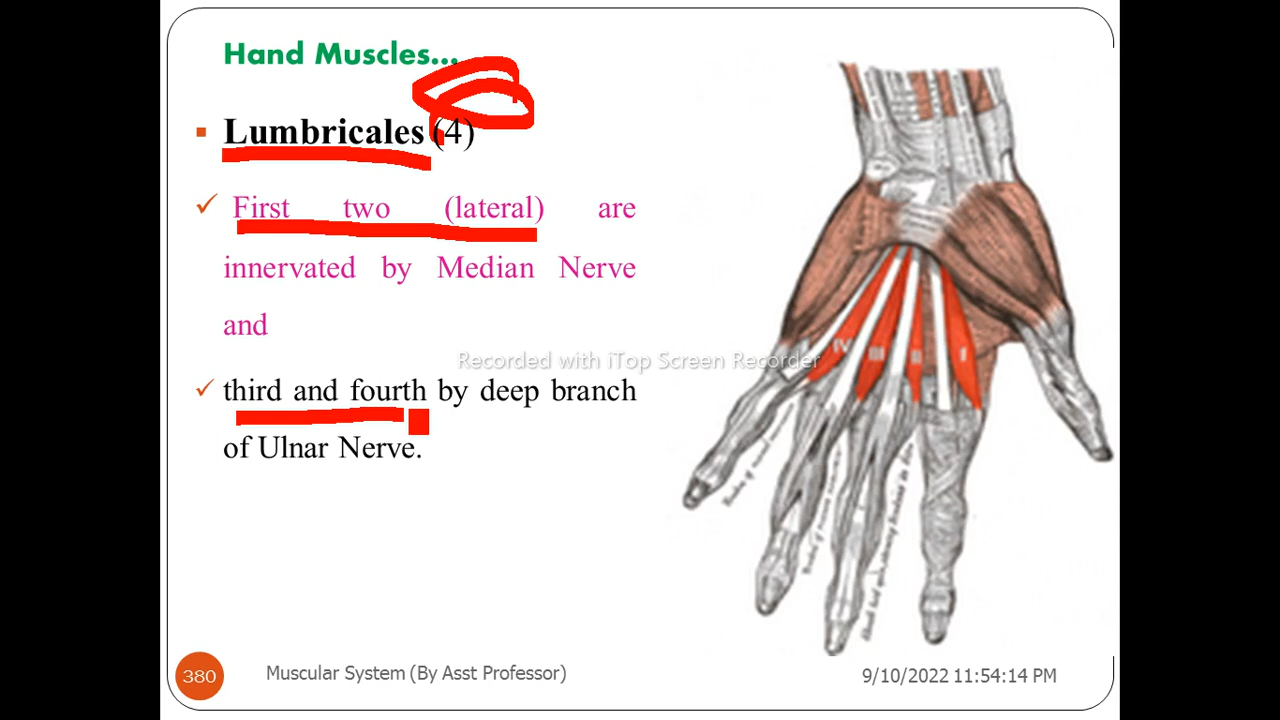 Hand Muscles...
▪ Lumbricales (4)
✓ First two (lateral) are
innervated by Median Nerve
and
✓ third and fourth by deep branch
of Ulnar Nerve.
IV III II I
Recorded with iTop Screen Recorder
380 Muscular System (By Asst Professor) 9/10/2022 11:54:14 PM